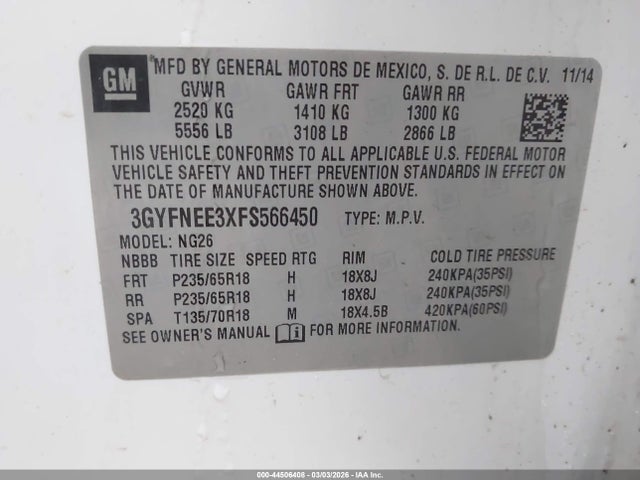 GM
MFD BY GENERAL MOTORS DE MEXICO, S. DE R.L. DE C.V. 11/14
GVWR GAWR FRT GAWR RR
2520 KG 1410 KG 1300 KG
5556 LB 3108 LB 2866 LB
THIS VEHICLE CONFORMS TO ALL APPLICABLE U.S. FEDERAL MOTOR
VEHICLE SAFETY AND THEFT PREVENTION STANDARDS IN EFFECT ON
THE DATE OF MANUFACTURE SHOWN ABOVE.
3GYFNEE3XFS566450 TYPE: M.P.V.
MODEL: NG26
NBBB TIRE SIZE SPEED RTG RIM COLD TIRE PRESSURE
FRT P235/65R18 H 18X8J 240KPA(35PSI)
RR P235/65R18 H 18X8J 240KPA(35PSI)
SPA T135/70R18 M 18X4.5B 420KPA(60PSI)
SEE OWNER'S MANUAL FOR MORE INFORMATION.
000-44506408 - 03/03/2026 - IAAI.COM